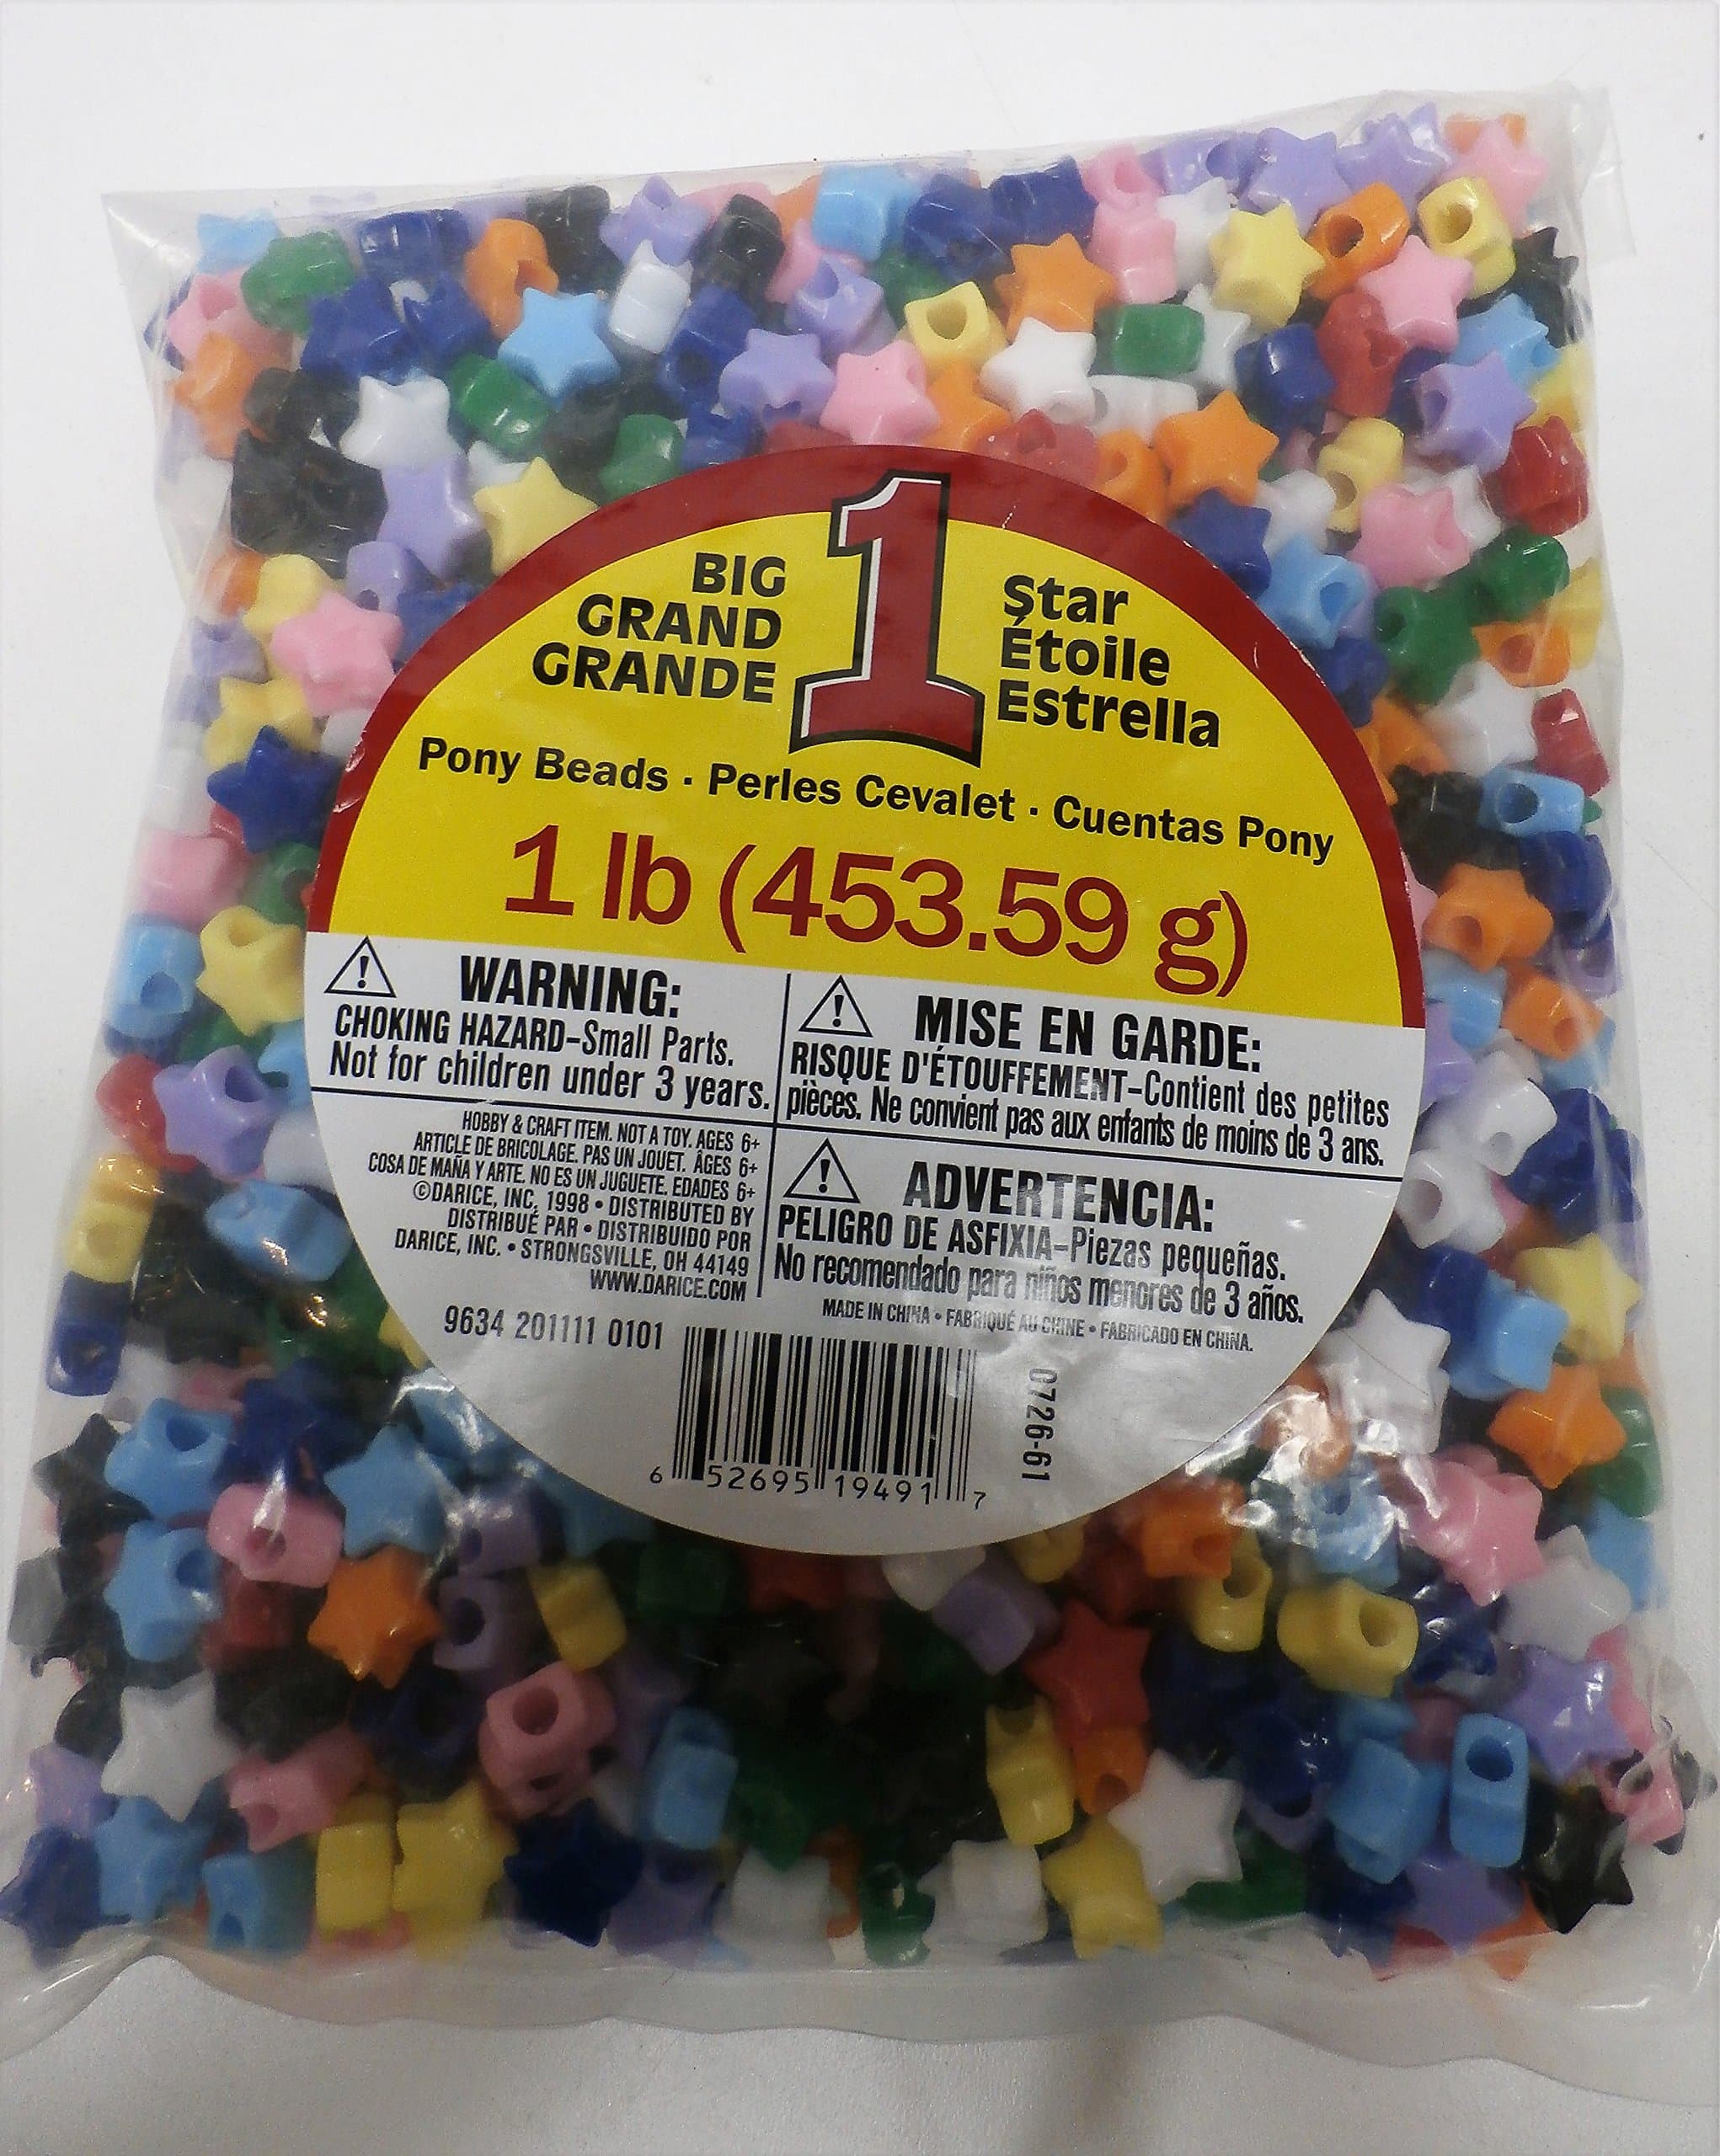 BIG
GRAND
GRANDE
1
Star
Étoile
Estrella
Pony Beads · Perles Cevalet · Cuentas Pony
1 lb (453.59 g)
WARNING:
CHOKING HAZARD–Small Parts.
Not for children under 3 years.
MISE EN GARDE:
RISQUE D'ÉTOUFFEMENT–Contient des petites
pièces. Ne convient pas aux enfants de moins de 3 ans.
HOBBY & CRAFT ITEM. NOT A TOY. AGES 6+
ARTICLE DE BRICOLAGE. PAS UN JOUET. ÂGES 6+
COSA DE MAÑA Y ARTE. NO ES UN JUGUETE. EDADES 6+
©DARICE, INC. 1998 • DISTRIBUTED BY
DISTRIBUÉ PAR • DISTRIBUIDO POR
DARICE, INC. • STRONGSVILLE, OH 44149
WWW.DARICE.COM
ADVERTENCIA:
PELIGRO DE ASFIXIA–Piezas pequeñas.
No recomendado para niños menores de 3 años.
MADE IN CHINA • FABRIQUÉ AU CHINE • FABRICADO EN CHINA.
9634 201111 0101
6 52695 19491 7
0726-61